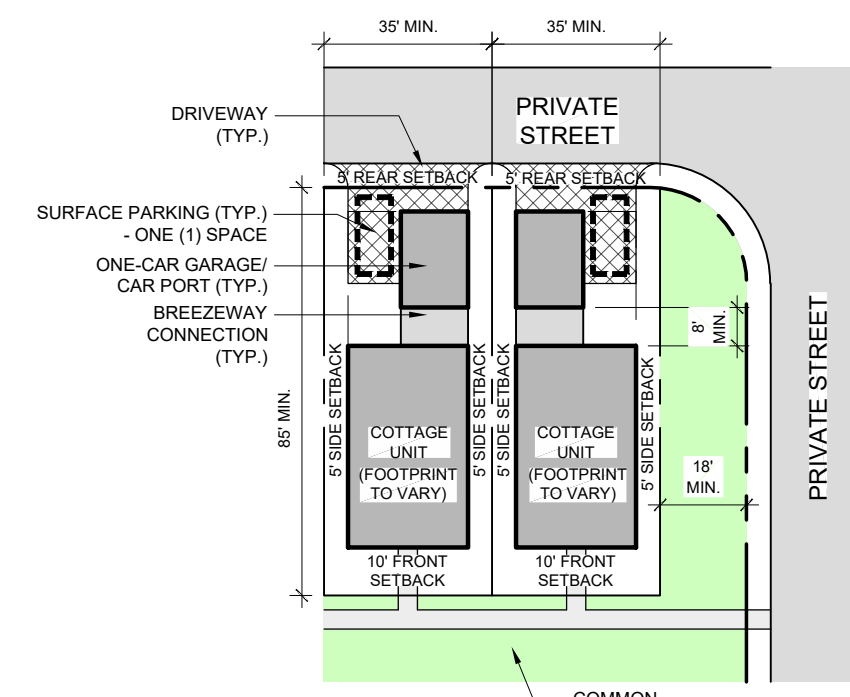 35' MIN.
35' MIN.
DRIVEWAY
(TYP.)
PRIVATE
STREET
5' REAR SETBACK
5' REAR SETBACK
SURFACE PARKING (TYP.)
- ONE (1) SPACE
ONE-CAR GARAGE/
CAR PORT (TYP.)
BREEZEWAY
CONNECTION
(TYP.)
8'
MIN.
PRIVATE STREET
85' MIN.
5' SIDE SETBACK
5' SIDE SETBACK
5' SIDE SETBACK
5' SIDE SETBACK
COTTAGE
UNIT
(FOOTPRINT
TO VARY)
COTTAGE
UNIT
(FOOTPRINT
TO VARY)
18'
MIN.
10' FRONT
SETBACK
10' FRONT
SETBACK
COMMON